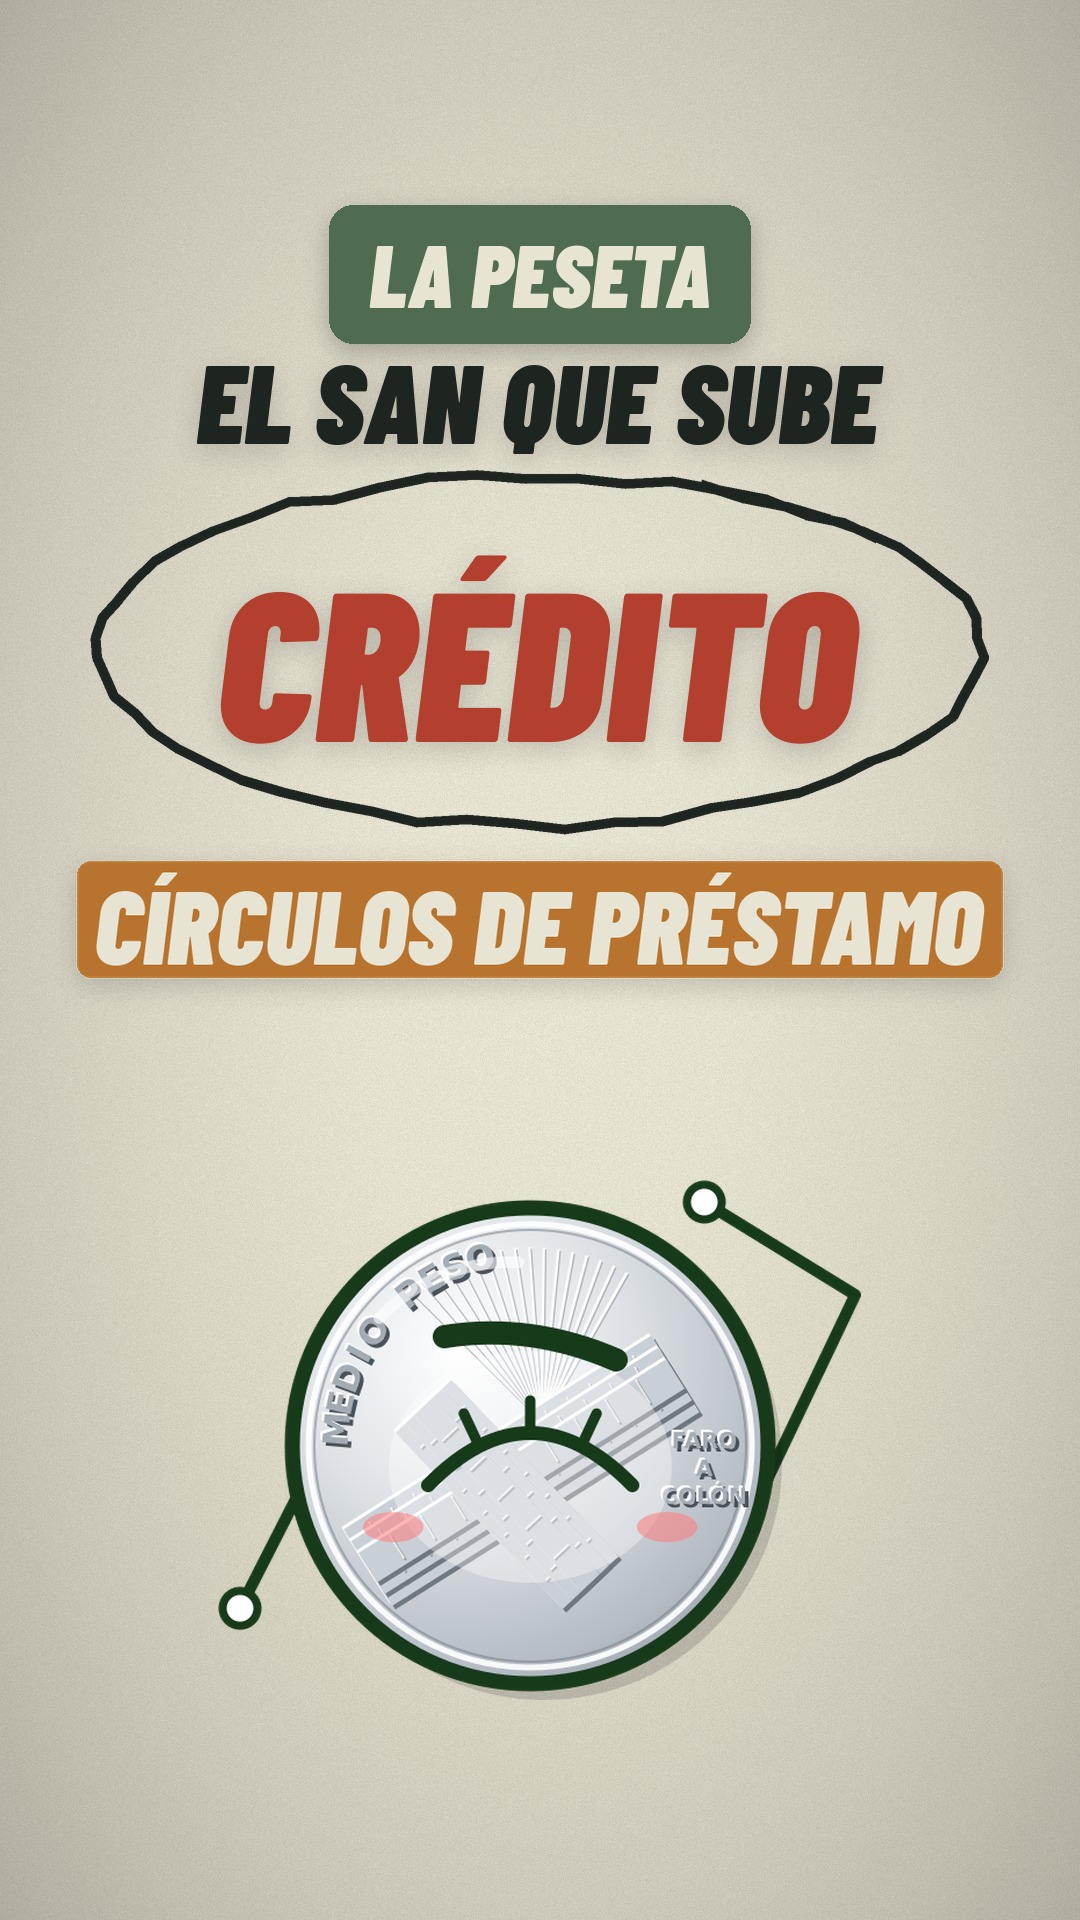 LA PESETA
EL SAN QUE SUBE
CRÉDITO
CÍRCULOS DE PRÉSTAMO
MEDIO PESO
FARO
A
COLÓN